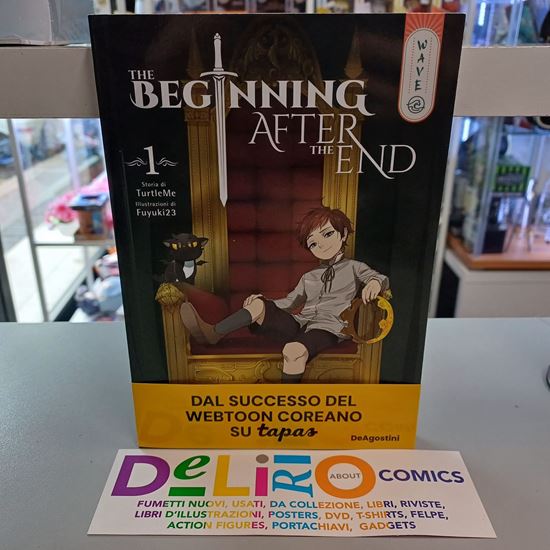 WAVE
THE
BEGINNING
AFTER
THE END
1
Storia di
TurtleMe
Illustrazioni di
Fuyuki23
DAL SUCCESSO DEL
WEBTOON COREANO
SU tapas
DeAgostini
DeLiRiO ABOUT COMICS
FUMETTI NUOVI, USATI, DA COLLEZIONE, LIBRI, RIVISTE,
LIBRI D'ILLUSTRAZIONI, POSTERS, DVD, T-SHIRTS, FELPE,
ACTION FIGURES, PORTACHIAVI, GADGETS